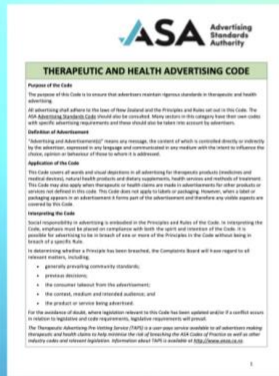 ASA Advertising
Standards
Authority
THERAPEUTIC AND HEALTH ADVERTISING CODE
Purpose of the Code
The purpose of this Code is to ensure that advertisers maintain rigorous standards in therapeutic and health
advertising.
All advertising shall adhere to the laws of New Zealand and the Principles and Rules set out in this Code. The
ASA Advertising Standards Code should also be consulted. Many sectors in this category have their own codes
with specific advertising requirements and these should also be taken into account by advertisers.
Definition of Advertisement
"Advertising and Advertisement(s)" means any message, the content of which is controlled directly or indirectly
by the advertiser, expressed in any language and communicated in any medium with the intent to influence the
choice, opinion or behaviour of those to whom it is addressed.
Application of the Code
This Code covers all words and visual depictions in all advertising for therapeutic products (medicines and
medical devices), natural health products and dietary supplements, health services and methods of treatment.
This Code may also apply where therapeutic or health claims are made in advertisements for other products or
services not defined in this code. This Code does not apply to labels or packaging. However, when a label or
packaging appears in an advertisement it forms part of the advertisement and therefore any visible aspects are
covered by this Code.
Interpreting the Code
Social responsibility in advertising is embodied in the Principles and Rules of the Code. In interpreting the
Code, emphasis must be placed on compliance with both the spirit and intention of the Code. It is
possible for advertising to be in breach of one or more of the Principles in the Code without being in
breach of a specific Rule.
In determining whether a Principle has been breached, the Complaints Board will have regard to all
relevant matters, including:
• generally prevailing community standards;
• previous decisions;
• the consumer takeout from the advertisement;
• the context, medium and intended audience; and
• the product or service being advertised.
For the avoidance of doubt, where legislation relevant to this Code has been updated and/or if a conflict occurs
in relation to legislative and code requirements, legislative requirements will prevail.
The Therapeutic Advertising Pre-Vetting Service (TAPS) is a user-pays service available to all advertisers making
therapeutic and health claims to help minimise the risk of breaching the ASA Codes of Practice as well as other
industry codes and relevant legislation. Information about TAPS is available at http://www.anza.co.nz
1